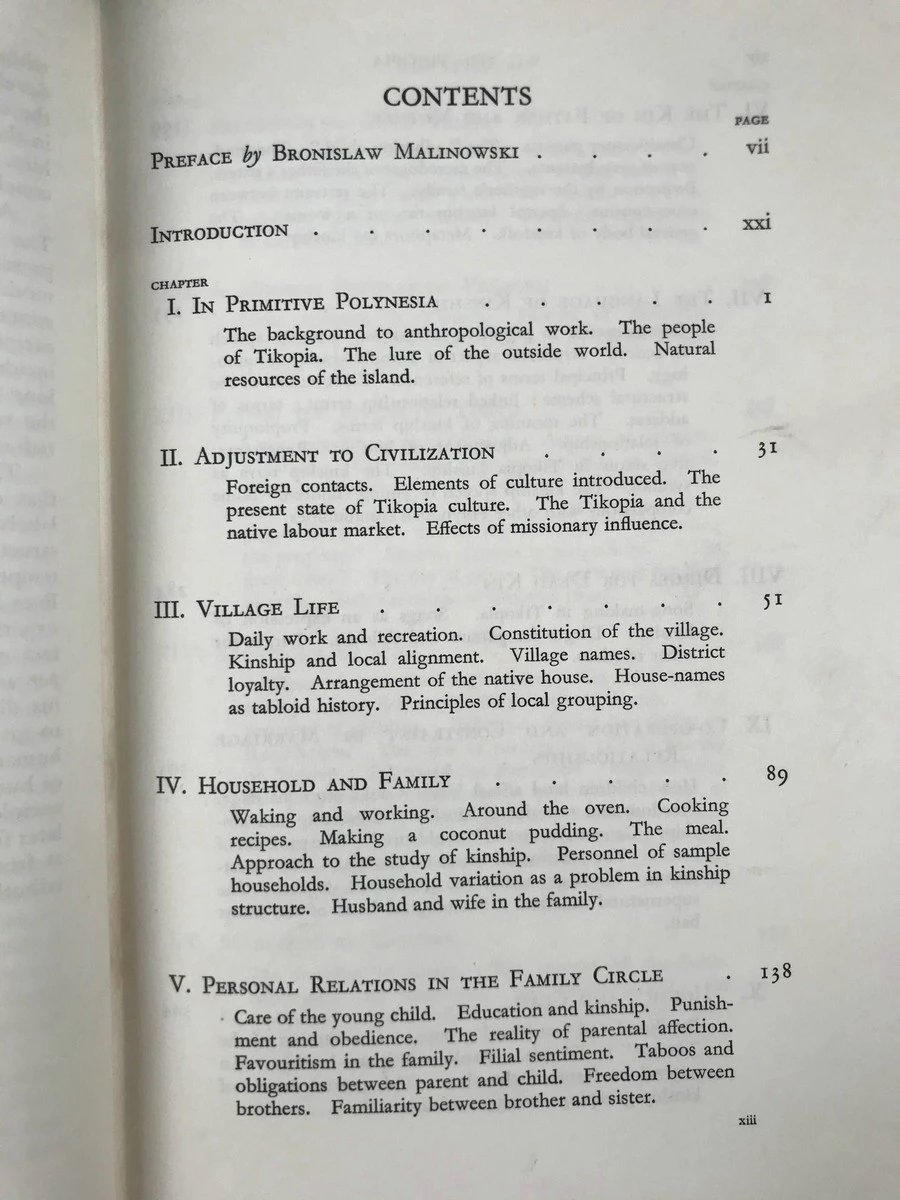 CONTENTS
PAGE
PREFACE by BRONISLAW MALINOWSKI . . . . vii
INTRODUCTION . . . . . . . xxi
CHAPTER
I. IN PRIMITIVE POLYNESIA . . . . . 1
The background to anthropological work. The people
of Tikopia. The lure of the outside world. Natural
resources of the island.
II. ADJUSTMENT TO CIVILIZATION . . . . 31
Foreign contacts. Elements of culture introduced. The
present state of Tikopia culture. The Tikopia and the
native labour market. Effects of missionary influence.
III. VILLAGE LIFE . . . . . . . 51
Daily work and recreation. Constitution of the village.
Kinship and local alignment. Village names. District
loyalty. Arrangement of the native house. House-names
as tabloid history. Principles of local grouping.
IV. HOUSEHOLD AND FAMILY . . . . . 89
Waking and working. Around the oven. Cooking
recipes. Making a coconut pudding. The meal.
Approach to the study of kinship. Personnel of sample
households. Household variation as a problem in kinship
structure. Husband and wife in the family.
V. PERSONAL RELATIONS IN THE FAMILY CIRCLE . 138
Care of the young child. Education and kinship. Punish-
ment and obedience. The reality of parental affection.
Favouritism in the family. Filial sentiment. Taboos and
obligations between parent and child. Freedom between
brothers. Familiarity between brother and sister.
xiii